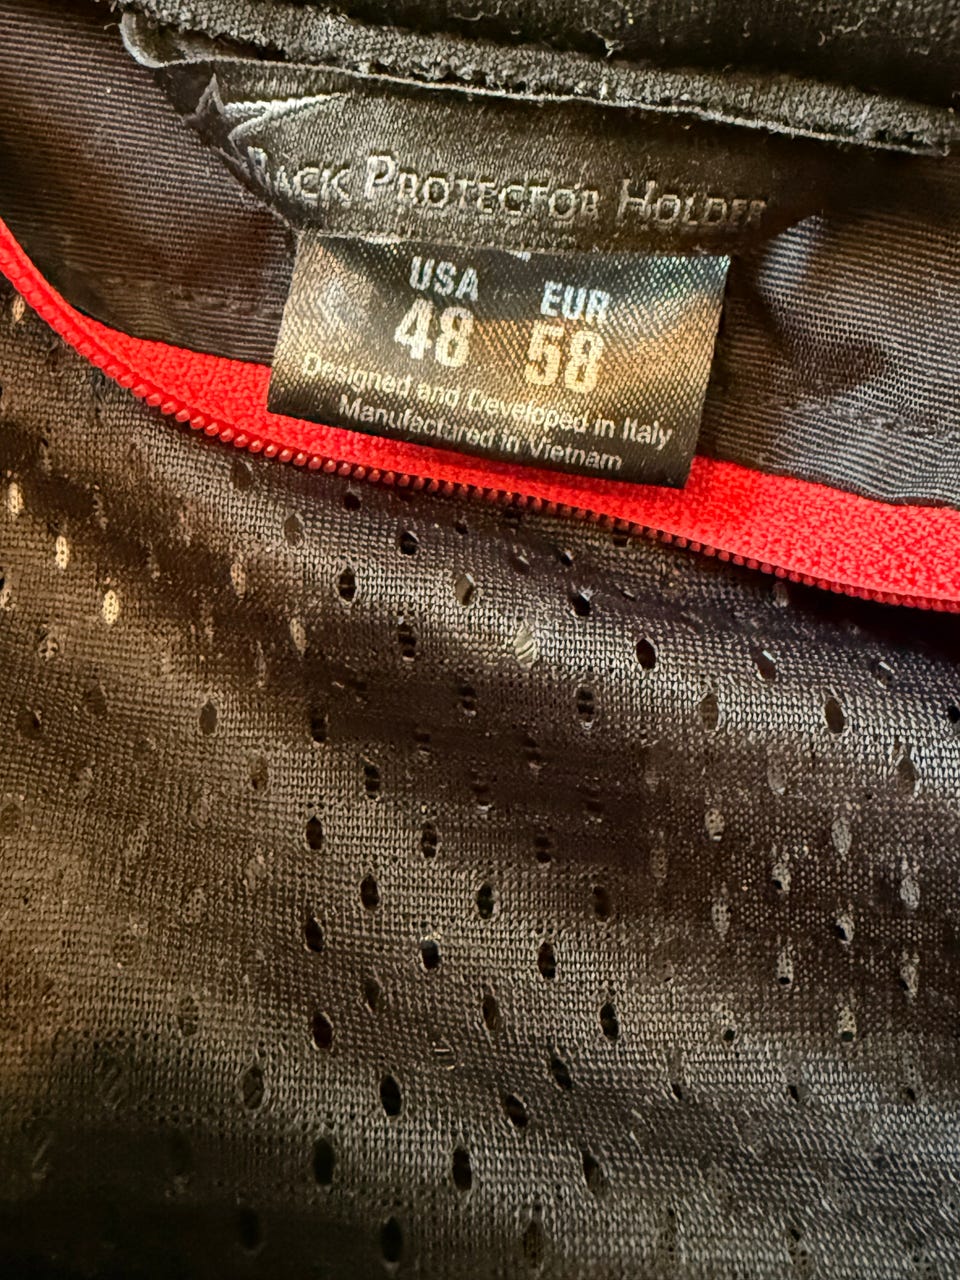 Back Protector Holder
USA EUR
48 58
Designed and Developed in Italy
Manufactured in Vietnam